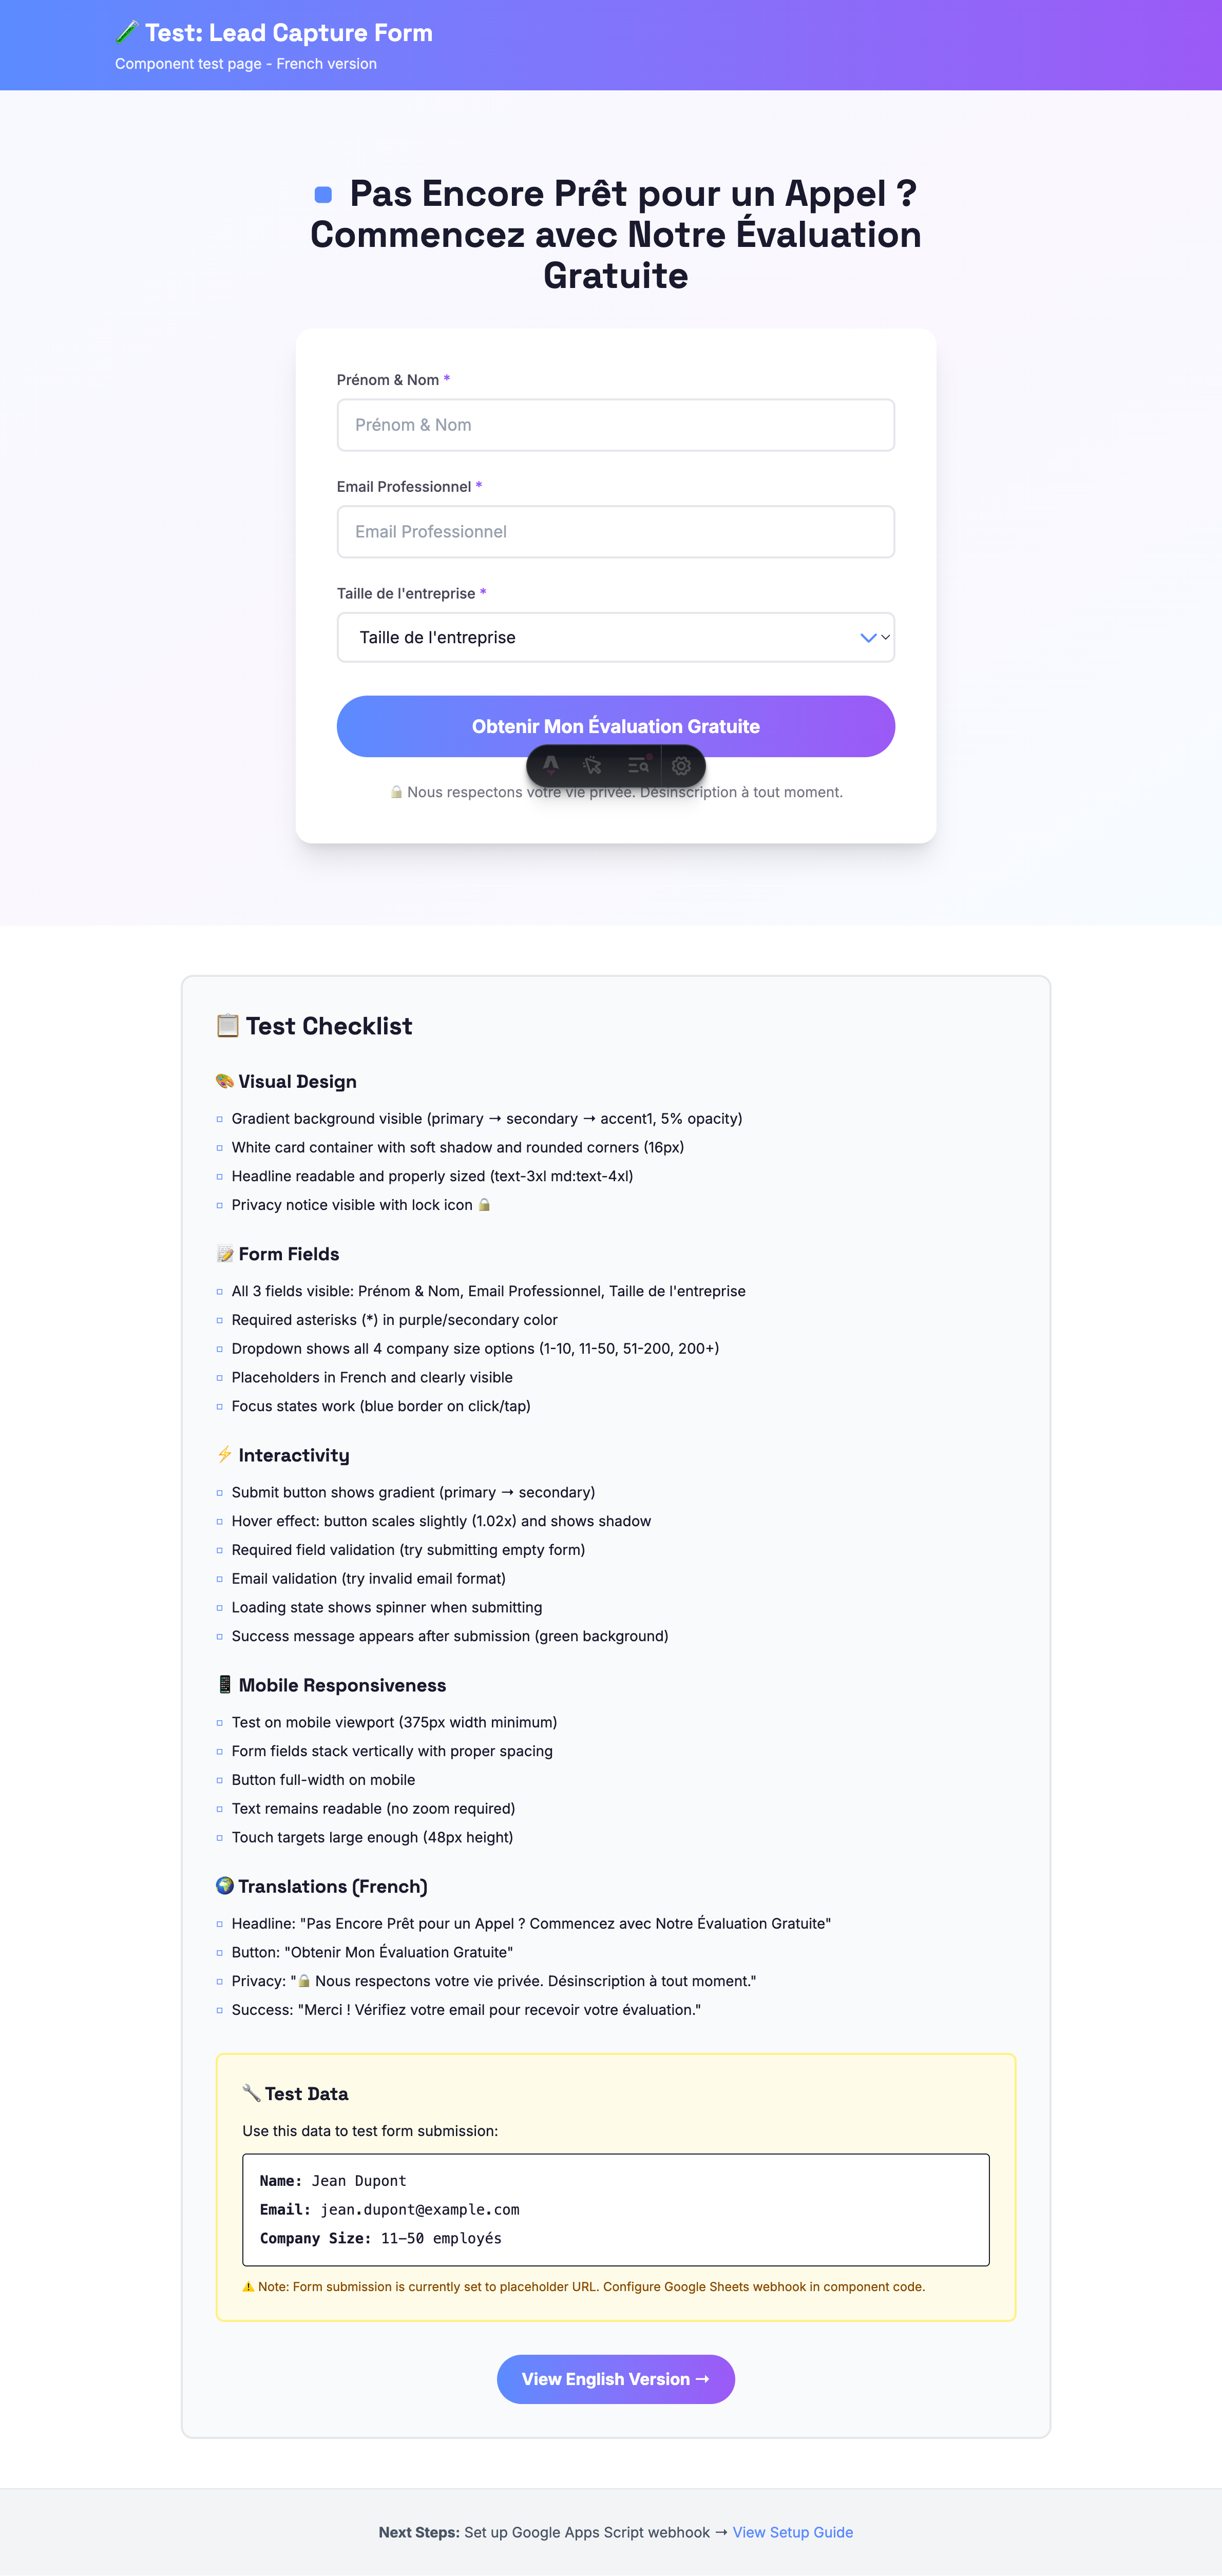 Test: Lead Capture Form
Component test page - French version
Pas Encore Prêt pour un Appel ?
Commencez avec Notre Évaluation
Gratuite
Prénom & Nom *
Prénom & Nom
Email Professionnel *
Email Professionnel
Taille de l'entreprise *
Taille de l'entreprise
Obtenir Mon Évaluation Gratuite
🔒 Nous respectons votre vie privée. Désinscription à tout moment.
📋 Test Checklist
🎨 Visual Design
Gradient background visible (primary → secondary → accent1, 5% opacity)
White card container with soft shadow and rounded corners (16px)
Headline readable and properly sized (text-3xl md:text-4xl)
Privacy notice visible with lock icon 🔒
📝 Form Fields
All 3 fields visible: Prénom & Nom, Email Professionnel, Taille de l'entreprise
Required asterisks (*) in purple/secondary color
Dropdown shows all 4 company size options (1-10, 11-50, 51-200, 200+)
Placeholders in French and clearly visible
Focus states work (blue border on click/tap)
⚡ Interactivity
Submit button shows gradient (primary → secondary)
Hover effect: button scales slightly (1.02x) and shows shadow
Required field validation (try submitting empty form)
Email validation (try invalid email format)
Loading state shows spinner when submitting
Success message appears after submission (green background)
📱 Mobile Responsiveness
Test on mobile viewport (375px width minimum)
Form fields stack vertically with proper spacing
Button full-width on mobile
Text remains readable (no zoom required)
Touch targets large enough (48px height)
🌍 Translations (French)
Headline: "Pas Encore Prêt pour un Appel ? Commencez avec Notre Évaluation Gratuite"
Button: "Obtenir Mon Évaluation Gratuite"
Privacy: "🔒 Nous respectons votre vie privée. Désinscription à tout moment."
Success: "Merci ! Vérifiez votre email pour recevoir votre évaluation."
🔧 Test Data
Use this data to test form submission:
Name: Jean Dupont
Email: jean.dupont@example.com
Company Size: 11-50 employés
⚠️ Note: Form submission is currently set to placeholder URL. Configure Google Sheets webhook in component code.
View English Version →
Next Steps: Set up Google Apps Script webhook → View Setup Guide